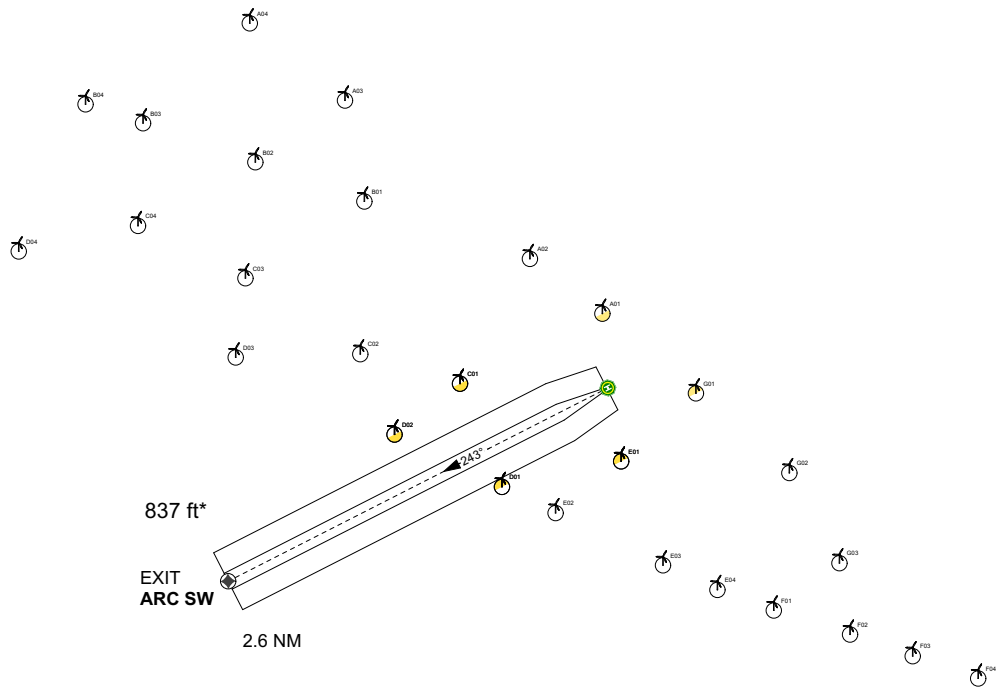 A04
B04
A03
B03
B02
B01
C04
D04
A02
C03
A01
D03
C02
C01
G01
D02
243°
E01
D01
G02
E02
837 ft*
E03
G03
EXIT
E04
ARC SW
F01
F02
2.6 NM
F03
F04